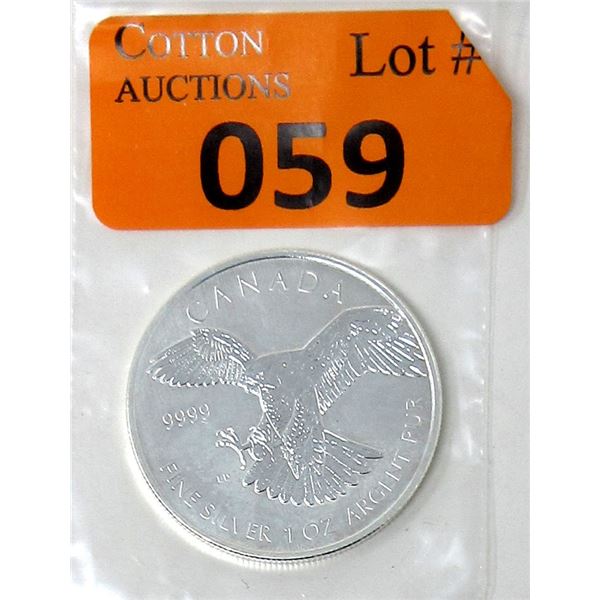 COTTON
AUCTIONS
Lot #
059
CANADA
9999
FINE SILVER 1 OZ ARGENT PUR